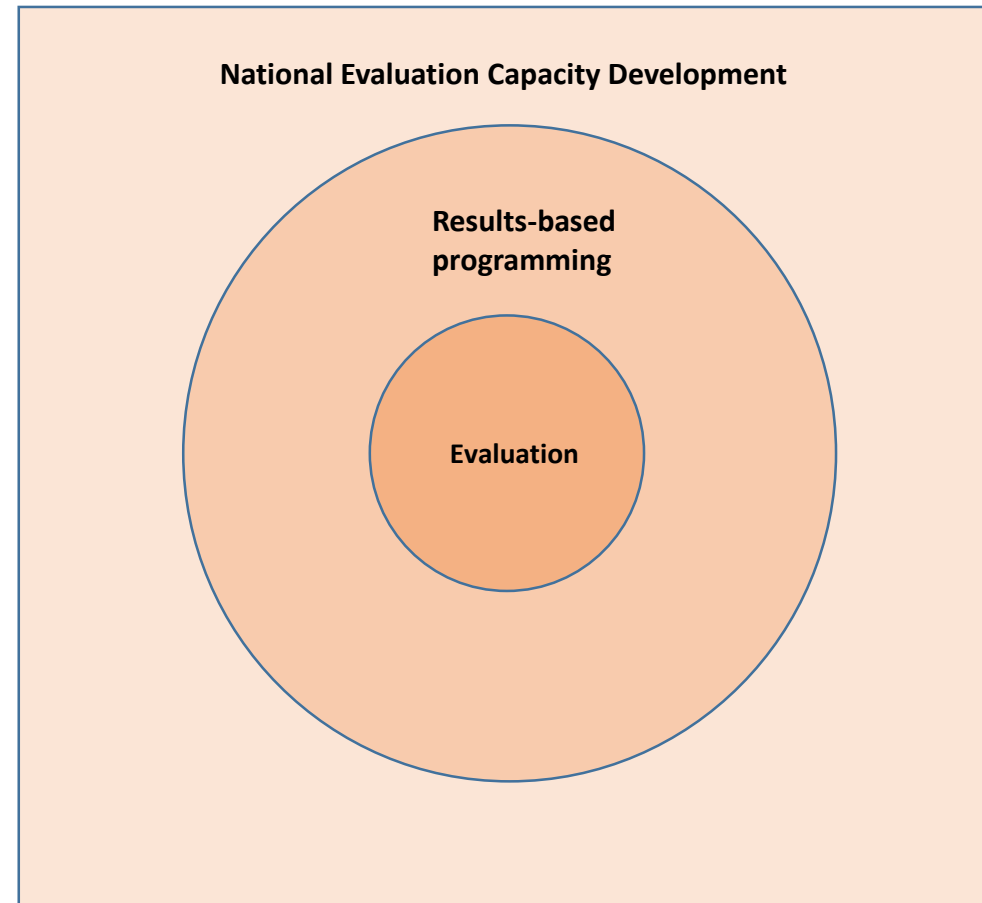 National Evaluation Capacity Development
Results-based
programming
Evaluation